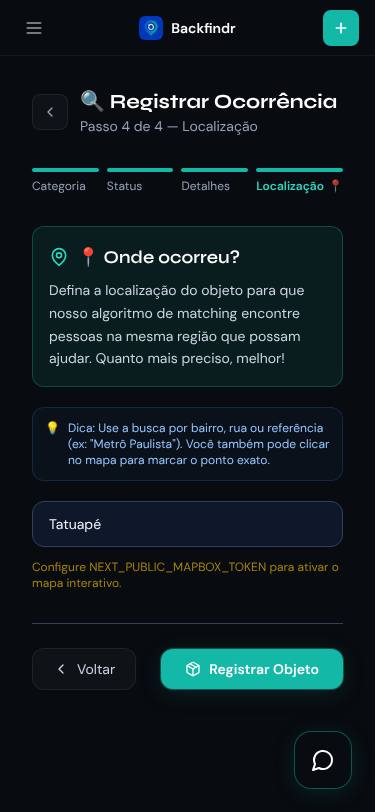 Backfindr
🔍 Registrar Ocorrência
Passo 4 de 4 — Localização
Categoria Status Detalhes Localização 📍
📍 Onde ocorreu?
Defina a localização do objeto para que
nosso algoritmo de matching encontre
pessoas na mesma região que possam
ajudar. Quanto mais preciso, melhor!
💡 Dica: Use a busca por bairro, rua ou referência
(ex: "Metrô Paulista"). Você também pode clicar
no mapa para marcar o ponto exato.
Tatuapé
Configure NEXT_PUBLIC_MAPBOX_TOKEN para ativar o
mapa interativo.
Voltar
Registrar Objeto